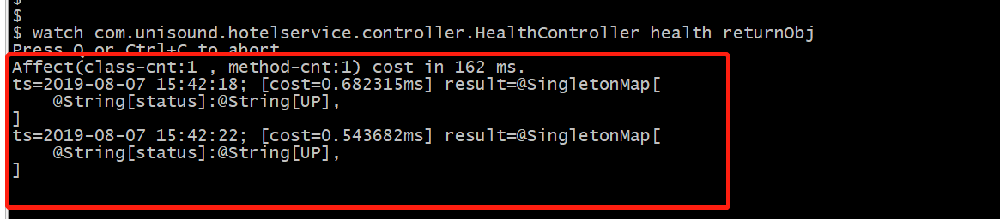 $
$
$ watch com.unisound.hotelservice.controller.HealthController health returnObj
Press Q or Ctrl+C to abort.
Affect(class-cnt:1 , method-cnt:1) cost in 162 ms.
ts=2019-08-07 15:42:18; [cost=0.682315ms] result=@SingletonMap[
    @String[status]:@String[UP],
]
ts=2019-08-07 15:42:22; [cost=0.543682ms] result=@SingletonMap[
    @String[status]:@String[UP],
]